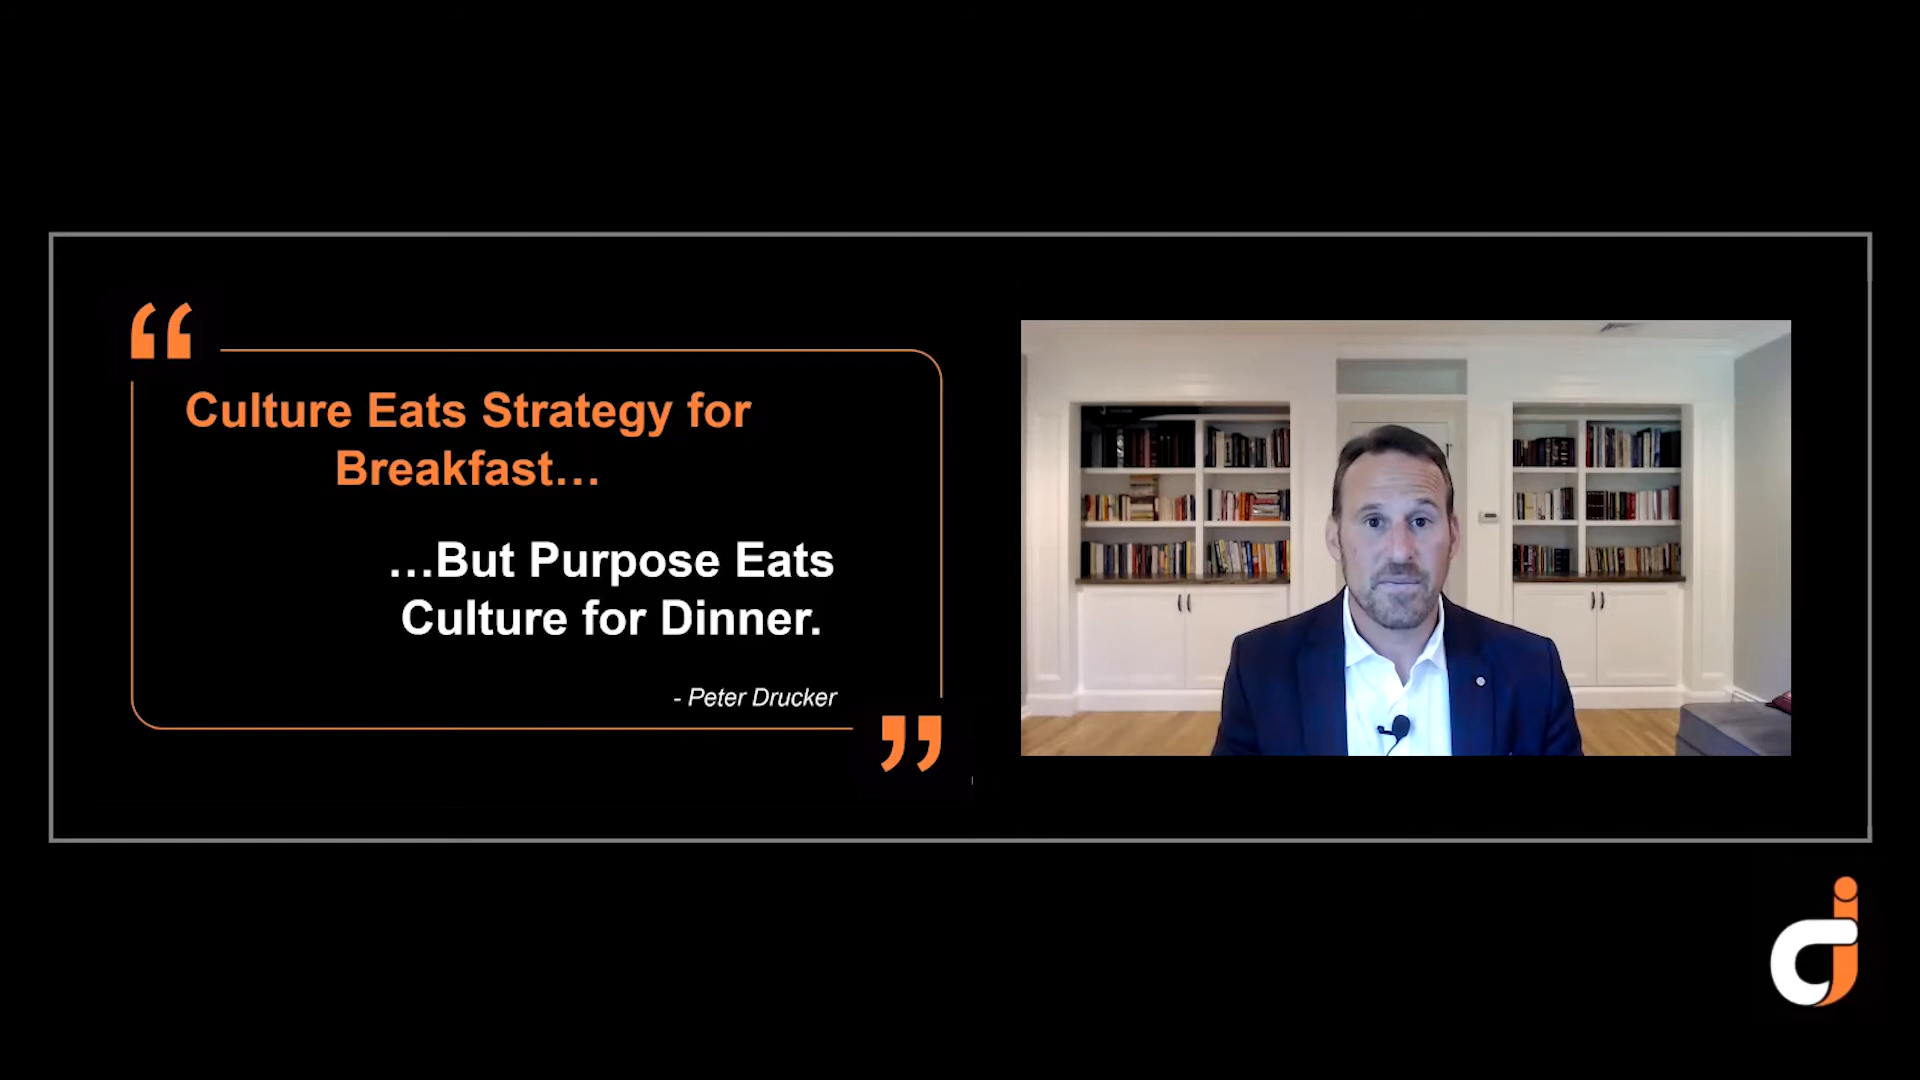 “
Culture Eats Strategy for
Breakfast…
…But Purpose Eats
Culture for Dinner.
- Peter Drucker
”